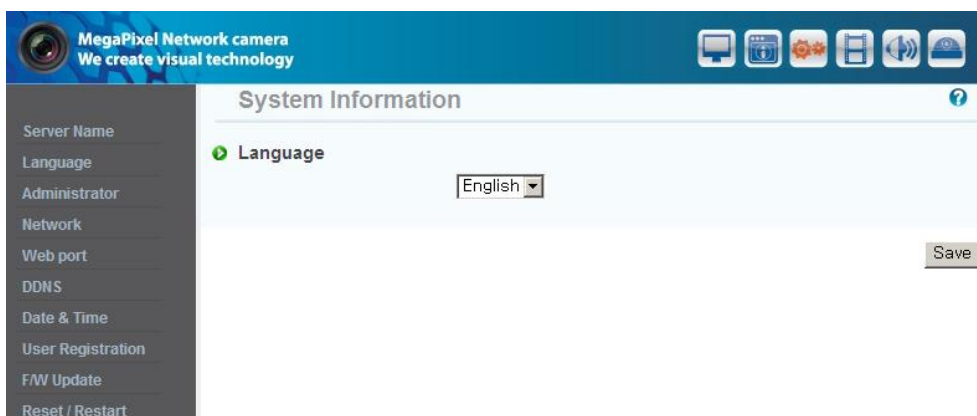 MegaPixel Network camera
We create visual technology
System Information
Server Name
Language
Administrator
Network
Web port
DDNS
Date & Time
User Registration
F/W Update
Reset / Restart
Language
English
Save